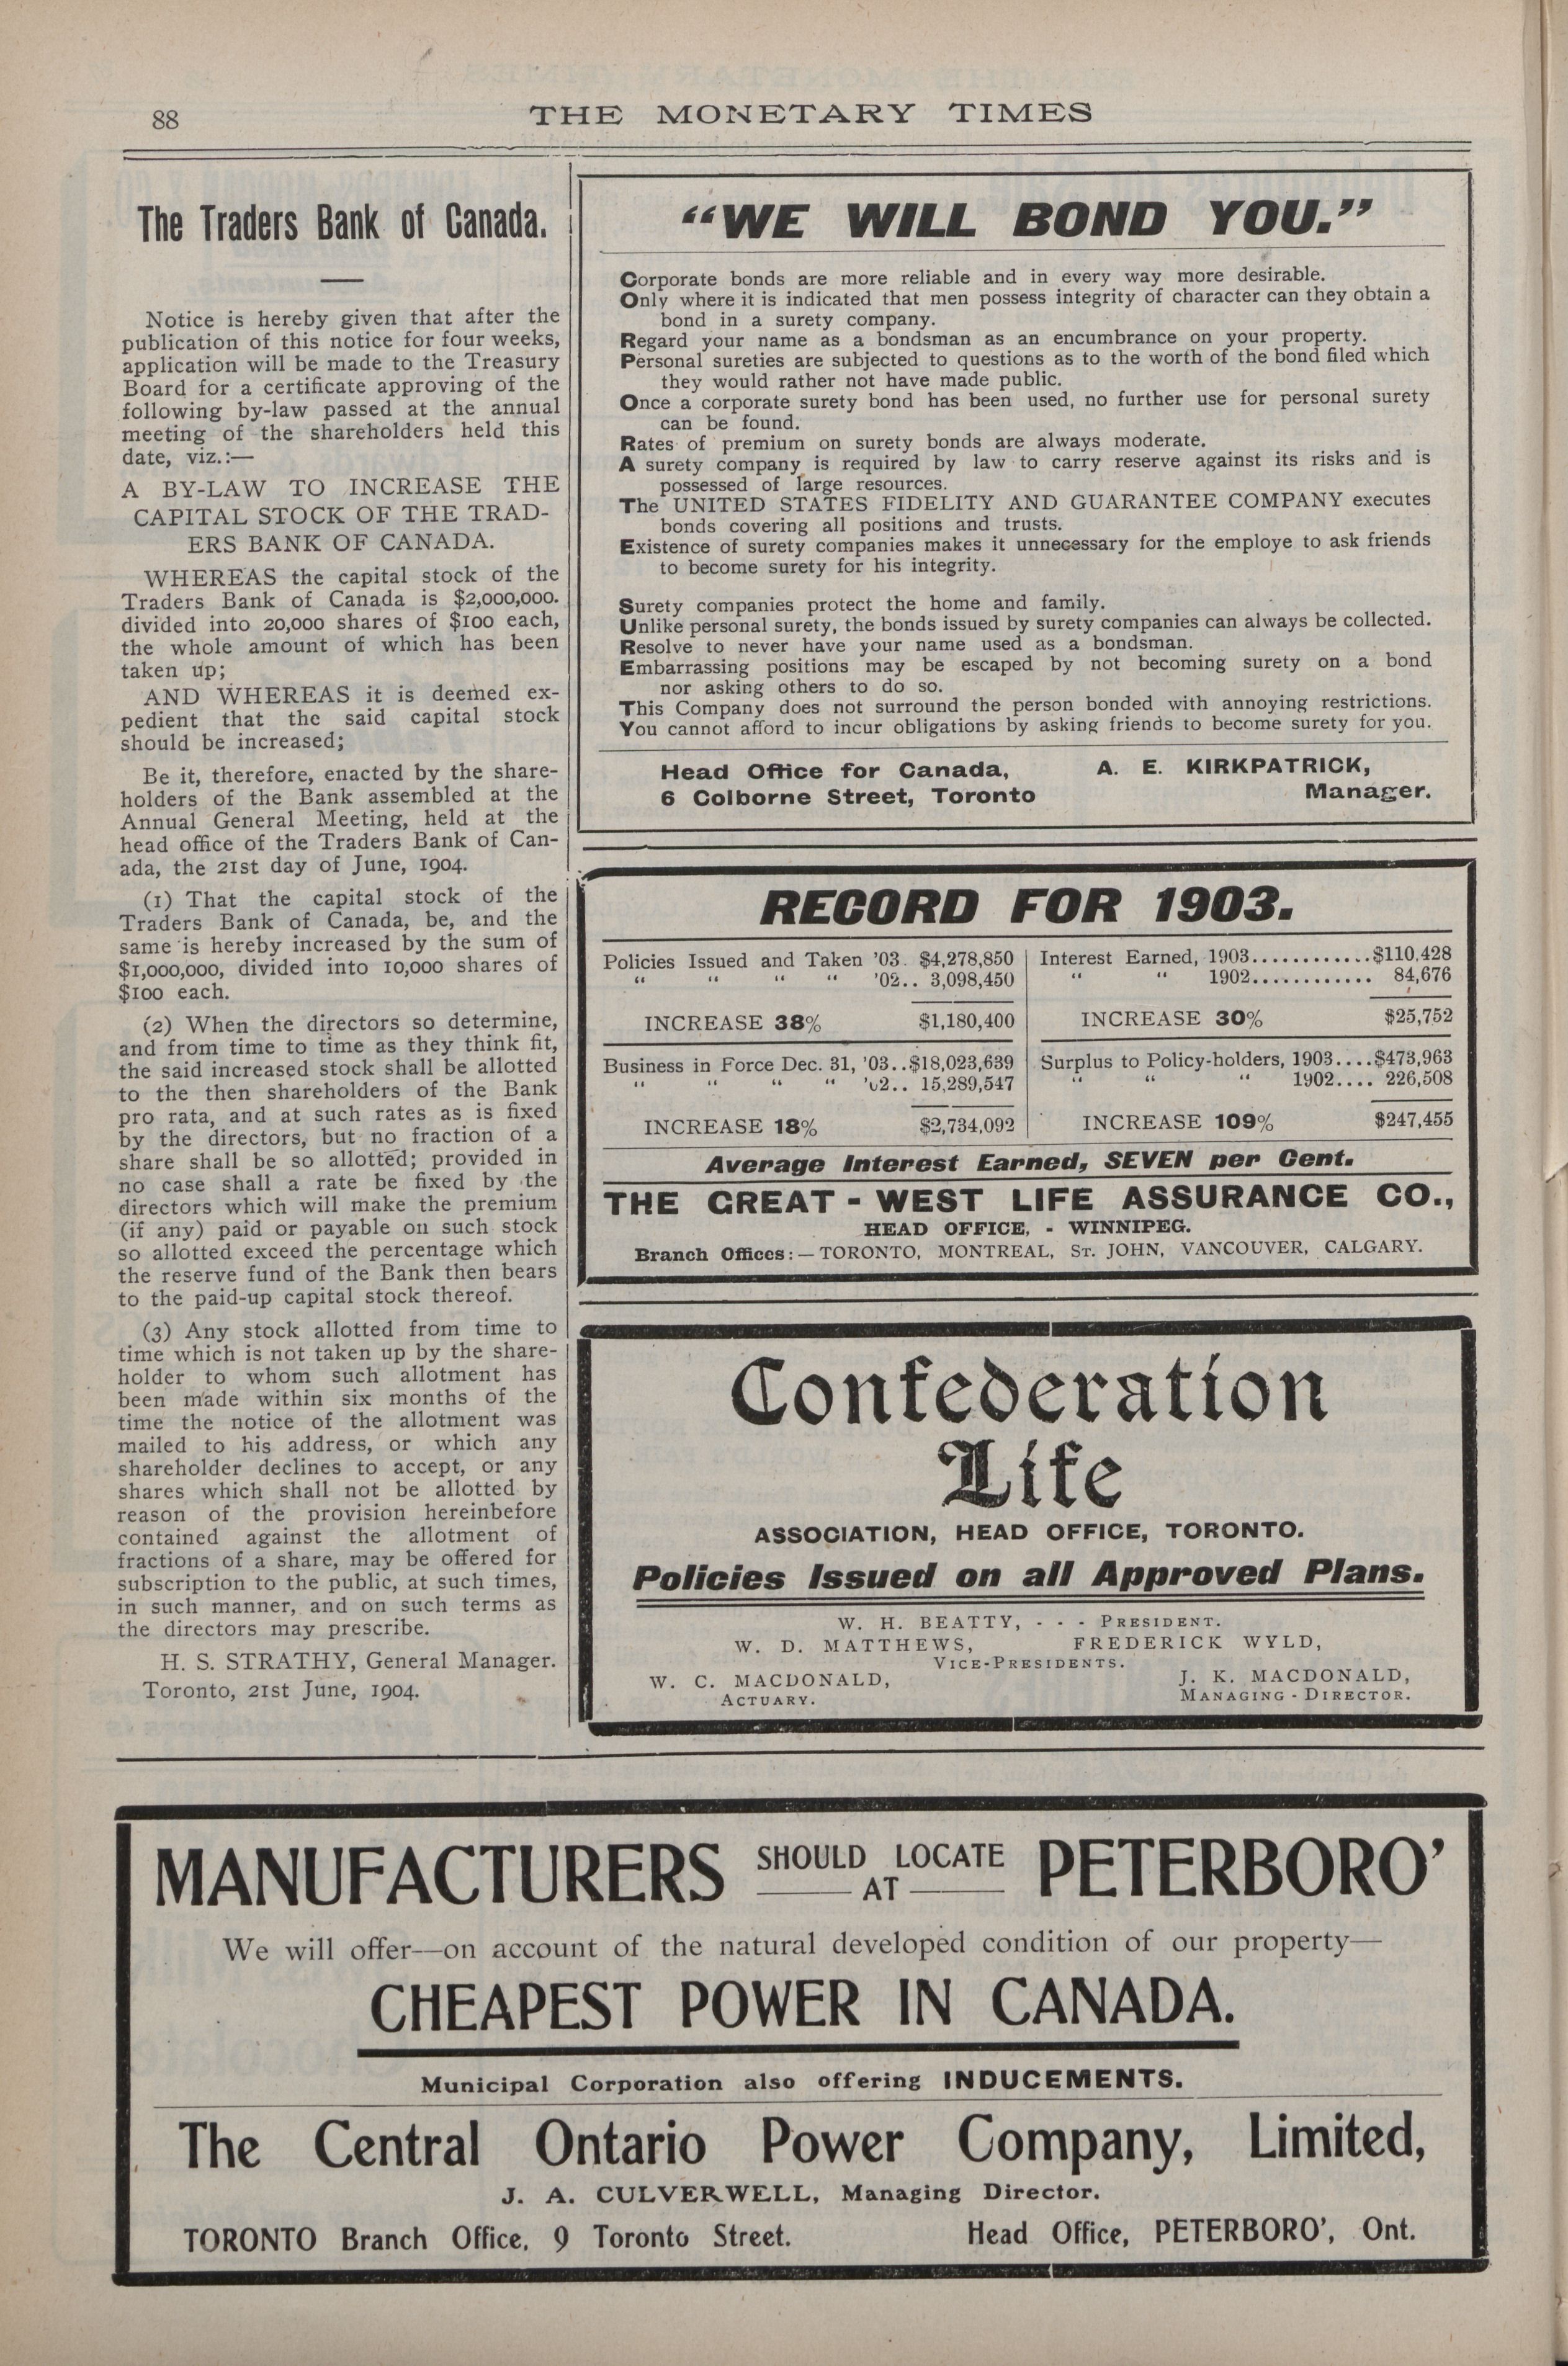 88
THE MONETARY TIMES
The Traders Bank of Canada.
Notice is hereby given that after the
publication of this notice for four weeks,
application will be made to the Treasury
Board for a certificate approving of the
following by-law passed at the annual
meeting of the shareholders held this
date, viz.:—
A BY-LAW TO INCREASE THE
CAPITAL STOCK OF THE TRAD-
ERS BANK OF CANADA.
WHEREAS the capital stock of the
Traders Bank of Canada is $2,000,000.
divided into 20,000 shares of $100 each,
the whole amount of which has been
taken up;
AND WHEREAS it is deemed ex-
pedient that the said capital stock
should be increased;
Be it, therefore, enacted by the share-
holders of the Bank assembled at the
Annual General Meeting, held at the
head office of the Traders Bank of Can-
ada, the 21st day of June, 1904.
(1) That the capital stock of the
Traders Bank of Canada, be, and the
same is hereby increased by the sum of
$1,000,000, divided into 10,000 shares of
$100 each.
(2) When the directors so determine,
and from time to time as they think fit,
the said increased stock shall be allotted
to the then shareholders of the Bank
pro rata, and at such rates as is fixed
by the directors, but no fraction of a
share shall be so allotted; provided in
no case shall a rate be fixed by the
directors which will make the premium
(if any) paid or payable on such stock
so allotted exceed the percentage which
the reserve fund of the Bank then bears
to the paid-up capital stock thereof.
(3) Any stock allotted from time to
time which is not taken up by the share-
holder to whom such allotment has
been made within six months of the
time the notice of the allotment was
mailed to his address, or which any
shareholder declines to accept, or any
shares which shall not be allotted by
reason of the provision hereinbefore
contained against the allotment of
fractions of a share, may be offered for
subscription to the public, at such times,
in such manner, and on such terms as
the directors may prescribe.
H. S. STRATHY, General Manager.
Toronto, 21st June, 1904.
“WE WILL BOND YOU.”
Corporate bonds are more reliable and in every way more desirable.
Only where it is indicated that men possess integrity of character can they obtain a
bond in a surety company.
Regard your name as a bondsman as an encumbrance on your property.
Personal sureties are subjected to questions as to the worth of the bond filed which
they would rather not have made public.
Once a corporate surety bond has been used, no further use for personal surety
can be found.
Rates of premium on surety bonds are always moderate.
A surety company is required by law to carry reserve against its risks and is
possessed of large resources.
The UNITED STATES FIDELITY AND GUARANTEE COMPANY executes
bonds covering all positions and trusts.
Existence of surety companies makes it unnecessary for the employe to ask friends
to become surety for his integrity.
Surety companies protect the home and family.
Unlike personal surety, the bonds issued by surety companies can always be collected.
Resolve to never have your name used as a bondsman.
Embarrassing positions may be escaped by not becoming surety on a bond
nor asking others to do so.
This Company does not surround the person bonded with annoying restrictions.
You cannot afford to incur obligations by asking friends to become surety for you.
Head Office for Canada, A. E. KIRKPATRICK,
6 Colborne Street, Toronto Manager.
RECORD FOR 1903.
Policies Issued and Taken '03. $4,278,850
“ “ “ “ '02.. 3,098,450
INCREASE 38% $1,180,400
Interest Earned, 1903............$110,428
“ “ 1902............ 84,676
INCREASE 30% $25,752
Business in Force Dec. 31, '03..$18,023,639
“ “ “ “ '02.. 15,289,547
INCREASE 18% $2,734,092
Surplus to Policy-holders, 1903....$473,963
“ “ “ 1902.... 226,508
INCREASE 109% $247,455
Average Interest Earned, SEVEN per Cent.
THE GREAT - WEST LIFE ASSURANCE CO.,
HEAD OFFICE, - WINNIPEG.
Branch Offices:—TORONTO, MONTREAL, ST. JOHN, VANCOUVER, CALGARY.
Confederation
Life
ASSOCIATION, HEAD OFFICE, TORONTO.
Policies Issued on all Approved Plans.
W. H. BEATTY, - - - PRESIDENT.
W. D. MATTHEWS, FREDERICK WYLD,
VICE-PRESIDENTS.
W. C. MACDONALD, J. K. MACDONALD,
ACTUARY. MANAGING-DIRECTOR.
MANUFACTURERS SHOULD LOCATE AT PETERBORO'
We will offer—on account of the natural developed condition of our property—
CHEAPEST POWER IN CANADA.
Municipal Corporation also offering INDUCEMENTS.
The Central Ontario Power Company, Limited,
J. A. CULVERWELL, Managing Director.
TORONTO Branch Office, 9 Toronto Street. Head Office, PETERBORO', Ont.